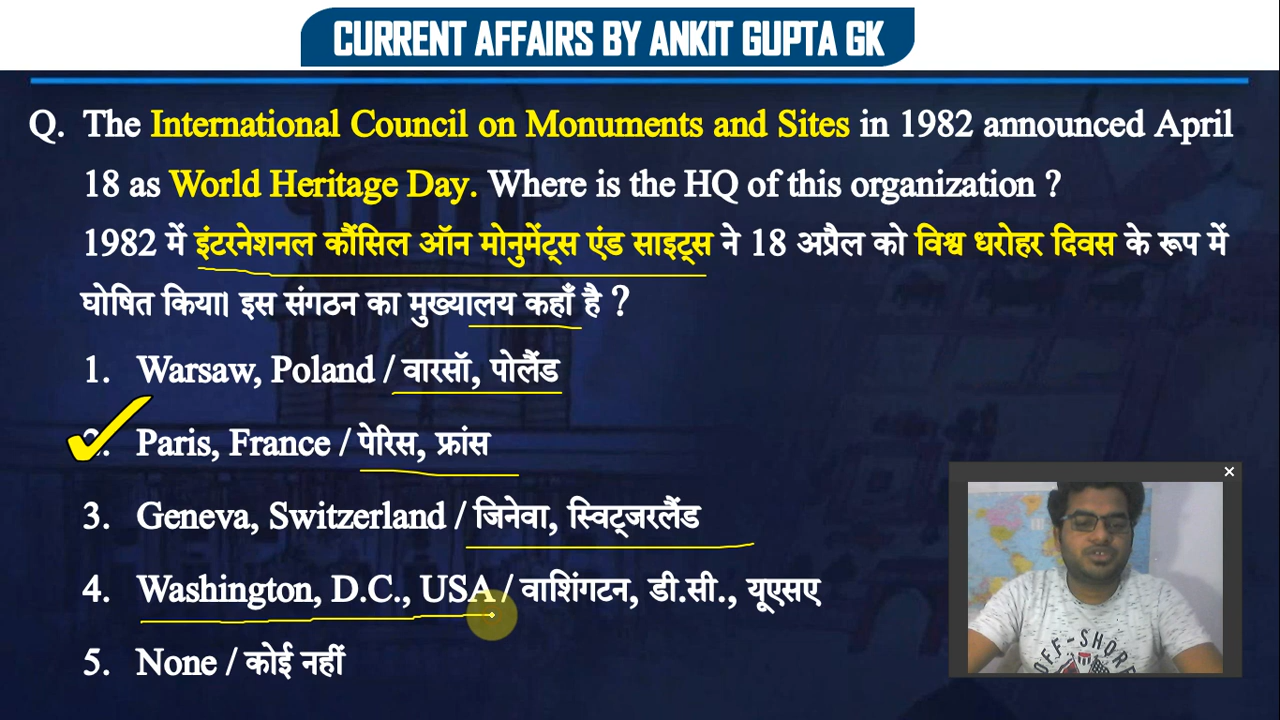 CURRENT AFFAIRS BY ANKIT GUPTA GK
Q. The International Council on Monuments and Sites in 1982 announced April
18 as World Heritage Day. Where is the HQ of this organization ?
1982 में इंटरनेशनल कौंसिल ऑन मोनुमेंट्स एंड साइट्स ने 18 अप्रैल को विश्व धरोहर दिवस के रूप में
घोषित किया। इस संगठन का मुख्यालय कहाँ है ?
1. Warsaw, Poland / वारसॉ, पोलैंड
Paris, France / पेरिस, फ्रांस
3. Geneva, Switzerland / जिनेवा, स्विट्जरलैंड
4. Washington, D.C., USA / वाशिंगटन, डी.सी., यूएसए
5. None / कोई नहीं
OFF-SHORE